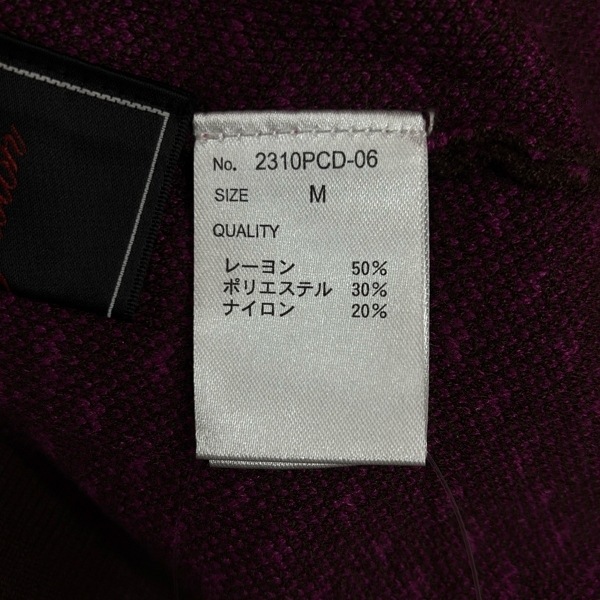 No. 2310PCD-06
SIZE M
QUALITY
レーヨン 50%
ポリエステル 30%
ナイロン 20%